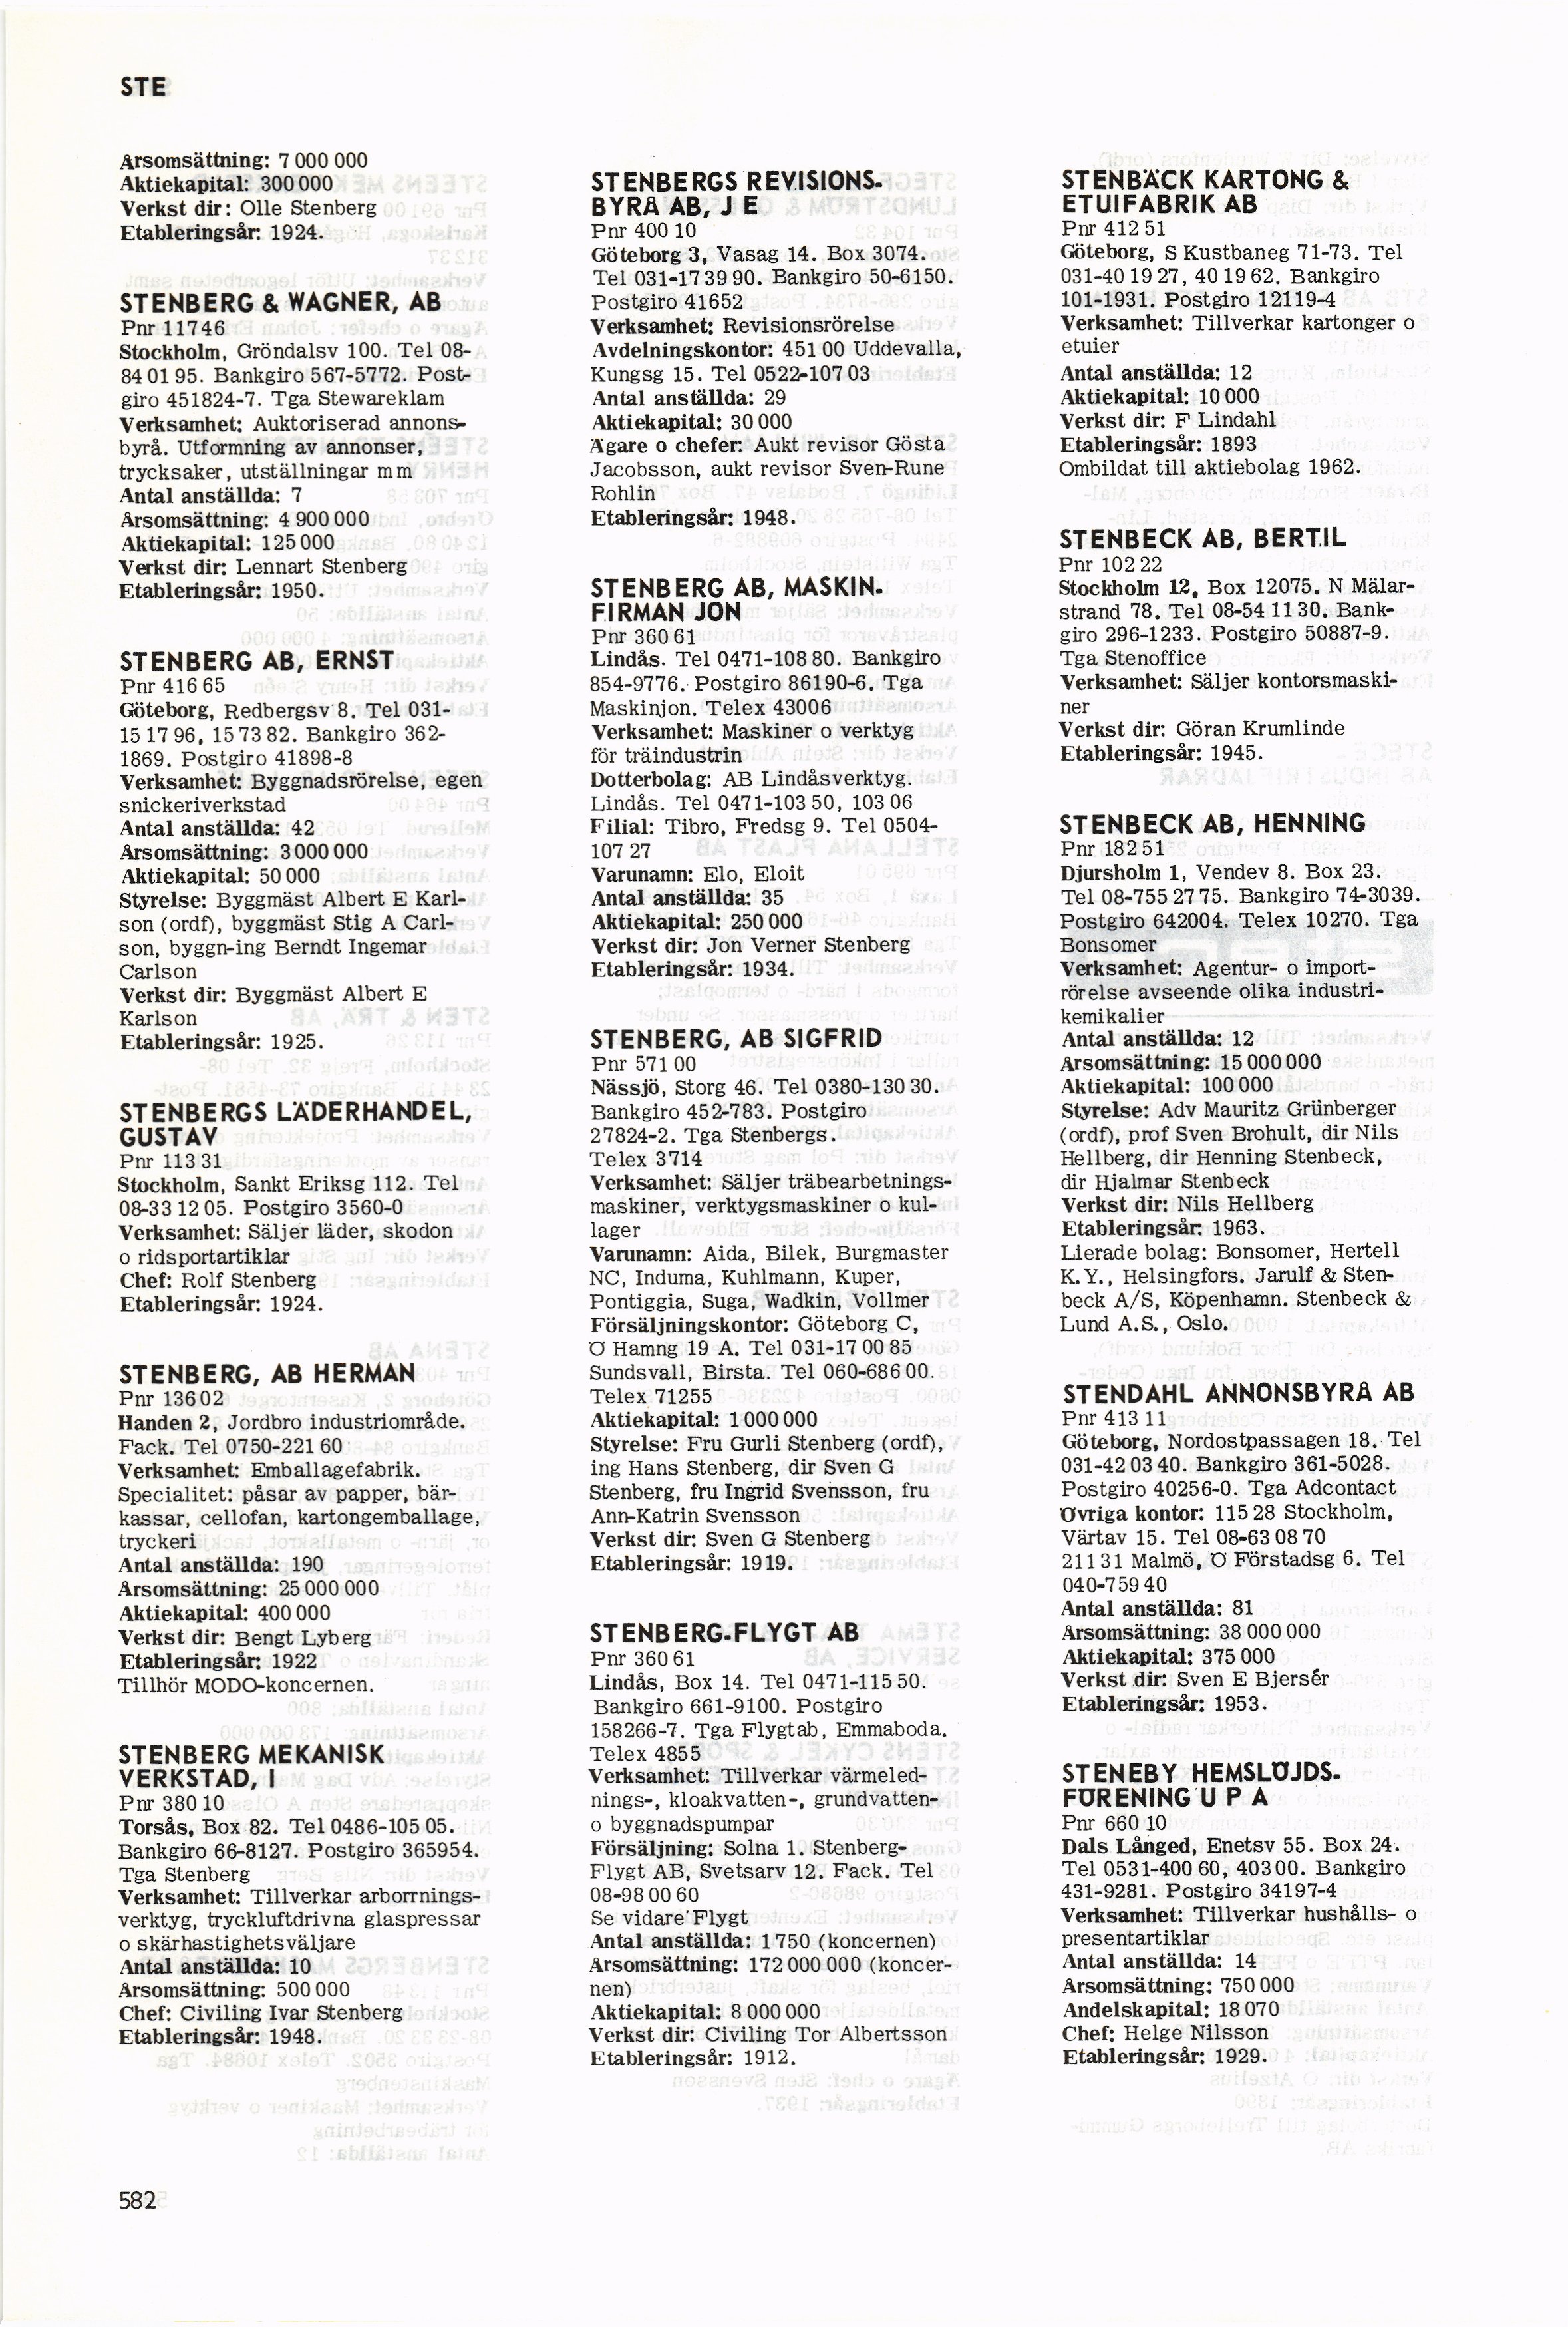 STE
Årsomsättning: 7 000 000
Aktiekapital: 300 000
Verkst dir: Olle Stenberg
Etableringsår: 1924.
STENBERG & WAGNER, AB
Pnr 117 46
Stockholm, Gröndalsv 100. Tel 08-
84 01 95. Bankgiro 567-5772. Post-
giro 451824-7. Tga Stewareklam
Verksamhet: Auktoriserad annons-
byrå. Utformning av annonser,
trycksaker, utställningar m m
Antal anställda: 7
Årsomsättning: 4 900 000
Aktiekapital: 125 000
Verkst dir: Lennart Stenberg
Etableringsår: 1950.
STENBERG AB, ERNST
Pnr 416 65
Göteborg, Redbergsv 8. Tel 031-
15 17 96, 15 73 82. Bankgiro 362-
1869. Postgiro 41898-8
Verksamhet: Byggnadsrörelse, egen
snickeriverkstad
Antal anställda: 42
Årsomsättning: 3 000 000
Aktiekapital: 50 000
Styrelse: Byggmäst Albert E Karl-
son (ordf), byggmäst Stig A Carl-
son, byggn-ing Berndt Ingemar
Carlson
Verkst dir: Byggmäst Albert E
Karlson
Etableringsår: 1925.
STENBERGS LÄDERHANDEL,
GUSTAV
Pnr 113 31
Stockholm, Sankt Eriksg 112. Tel
08-33 12 05. Postgiro 3560-0
Verksamhet: Säljer läder, skodon
o ridsportartiklar
Chef: Rolf Stenberg
Etableringsår: 1924.
STENBERG, AB HERMAN
Pnr 136 02
Handen 2, Jordbro industriområde.
Fack. Tel 0750-221 60
Verksamhet: Emballagefabrik.
Specialitet: påsar av papper, bär-
kassar, cellofan, kartongemballage,
tryckeri
Antal anställda: 190
Årsomsättning: 25 000 000
Aktiekapital: 400 000
Verkst dir: Bengt Lyberg
Etableringsår: 1922
Tillhör MODO-koncernen.
STENBERG MEKANISK
VERKSTAD, I
Pnr 380 10
Torsås, Box 82. Tel 0486-105 05.
Bankgiro 66-8127. Postgiro 365954.
Tga Stenberg
Verksamhet: Tillverkar arborrnings-
verktyg, tryckluftdrivna glaspressar
o skärhastighetsväljare
Antal anställda: 10
Årsomsättning: 500 000
Chef: Civiling Ivar Stenberg
Etableringsår: 1948.
582
STENBERGS REVISIONS-
BYRÅ AB, J E
Pnr 400 10
Göteborg 3, Vasag 14. Box 3074.
Tel 031-17 39 90. Bankgiro 50-6150.
Postgiro 41652
Verksamhet: Revisionsrörelse
Avdelningskontor: 451 00 Uddevalla,
Kungsg 15. Tel 0522-107 03
Antal anställda: 29
Aktiekapital: 30 000
Ägare o chefer: Aukt revisor Gösta
Jacobsson, aukt revisor Sven-Rune
Rohlin
Etableringsår: 1948.
STENBERG AB, MASKIN-
FIRMAN JON
Pnr 360 61
Lindås. Tel 0471-108 80. Bankgiro
854-9776. Postgiro 86190-6. Tga
Maskinjon. Telex 43006
Verksamhet: Maskiner o verktyg
för träindustrin
Dotterbolag: AB Lindåsverktyg.
Lindås. Tel 0471-103 50, 103 06
Filial: Tibro, Fredsg 9. Tel 0504-
107 27
Varunamn: Elo, Eloit
Antal anställda: 35
Aktiekapital: 250 000
Verkst dir: Jon Verner Stenberg
Etableringsår: 1934.
STENBERG, AB SIGFRID
Pnr 571 00
Nässjö, Storg 46. Tel 0380-130 30.
Bankgiro 452-783. Postgiro
27824-2. Tga Stenbergs.
Telex 3714
Verksamhet: Säljer träbearbetnings-
maskiner, verktygsmaskiner o kul-
lager
Varunamn: Aida, Bilek, Burgmaster
NC, Induma, Kuhlmann, Kuper,
Pontiggia, Suga, Wadkin, Vollmer
Försäljningskontor: Göteborg C,
Ö Hamng 19 A. Tel 031-17 00 85
Sundsvall, Birsta. Tel 060-686 00.
Telex 71255
Aktiekapital: 1 000 000
Styrelse: Fru Gurli Stenberg (ordf),
ing Hans Stenberg, dir Sven G
Stenberg, fru Ingrid Svensson, fru
Ann-Katrin Svensson
Verkst dir: Sven G Stenberg
Etableringsår: 1919.
STENBERG-FLYGT AB
Pnr 360 61
Lindås, Box 14. Tel 0471-115 50.
Bankgiro 661-9100. Postgiro
158266-7. Tga Flygtab, Emmaboda.
Telex 4855
Verksamhet: Tillverkar värmeled-
nings-, kloakvatten-, grundvatten-
o byggnadspumpar
Försäljning: Solna 1. Stenberg-
Flygt AB, Svetsarv 12. Fack. Tel
08-98 00 60
Se vidare Flygt
Antal anställda: 1 750 (koncernen)
Årsomsättning: 172 000 000 (koncer-
nen)
Aktiekapital: 8 000 000
Verkst dir: Civiling Tor Albertsson
Etableringsår: 1912.
STENBÄCK KARTONG &
ETUIFABRIK AB
Pnr 412 51
Göteborg, S Kustbaneg 71-73. Tel
031-40 19 27, 40 19 62. Bankgiro
101-1931. Postgiro 12119-4
Verksamhet: Tillverkar kartonger o
etuier
Antal anställda: 12
Aktiekapital: 10 000
Verkst dir: F Lindahl
Etableringsår: 1893
Ombildat till aktiebolag 1962.
STENBECK AB, BERTIL
Pnr 102 22
Stockholm 12, Box 12075. N Mälar-
strand 78. Tel 08-54 11 30. Bank-
giro 296-1233. Postgiro 50887-9.
Tga Stenoffice
Verksamhet: Säljer kontorsmaski-
ner
Verkst dir: Göran Krumlinde
Etableringsår: 1945.
STENBECK AB, HENNING
Pnr 182 51
Djursholm 1, Vendev 8. Box 23.
Tel 08-755 27 75. Bankgiro 74-3039.
Postgiro 642004. Telex 10270. Tga
Bonsomer
Verksamhet: Agentur- o import-
rörelse avseende olika industri-
kemikalier
Antal anställda: 12
Årsomsättning: 15 000 000
Aktiekapital: 100 000
Styrelse: Adv Mauritz Grünberger
(ordf), prof Sven Brohult, dir Nils
Hellberg, dir Henning Stenbeck,
dir Hjalmar Stenbeck
Verkst dir: Nils Hellberg
Etableringsår: 1963.
Lierade bolag: Bonsomer, Hertell
K.Y., Helsingfors. Jarulf & Sten-
beck A/S, Köpenhamn. Stenbeck &
Lund A.S., Oslo.
STENDAHL ANNONSBYRÅ AB
Pnr 413 11
Göteborg, Nordostpassagen 18. Tel
031-42 03 40. Bankgiro 361-5028.
Postgiro 40256-0. Tga Adcontact
Övriga kontor: 115 28 Stockholm,
Värtav 15. Tel 08-63 08 70
211 31 Malmö, Ö Förstadsg 6. Tel
040-759 40
Antal anställda: 81
Årsomsättning: 38 000 000
Aktiekapital: 375 000
Verkst dir: Sven E Bjersér
Etableringsår: 1953.
STENEBY HEMSLÖJDS-
FÖRENING U P A
Pnr 660 10
Dals Långed, Enetsv 55. Box 24.
Tel 0531-400 60, 403 00. Bankgiro
431-9281. Postgiro 34197-4
Verksamhet: Tillverkar hushålls- o
presentartiklar
Antal anställda: 14
Årsomsättning: 750 000
Andelskapital: 18 070
Chef: Helge Nilsson
Etableringsår: 1929.